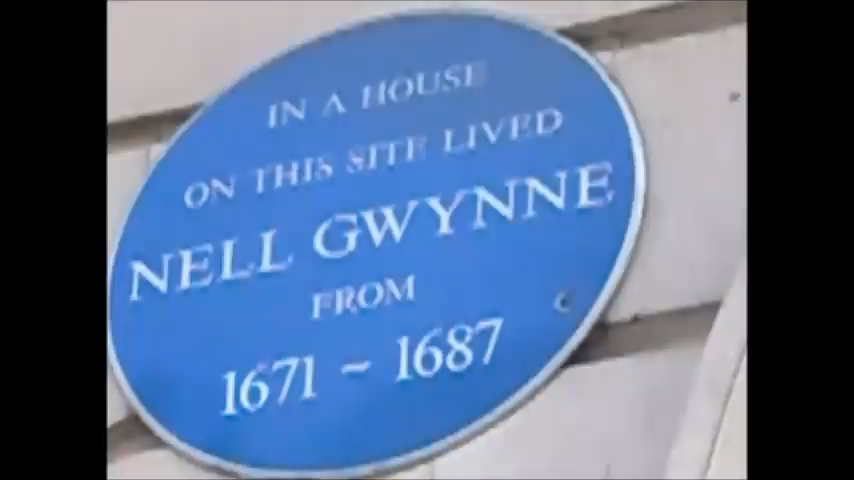 IN A HOUSE
ON THIS SITE LIVED
NELL GWYNNE
FROM
1671 ~ 1687